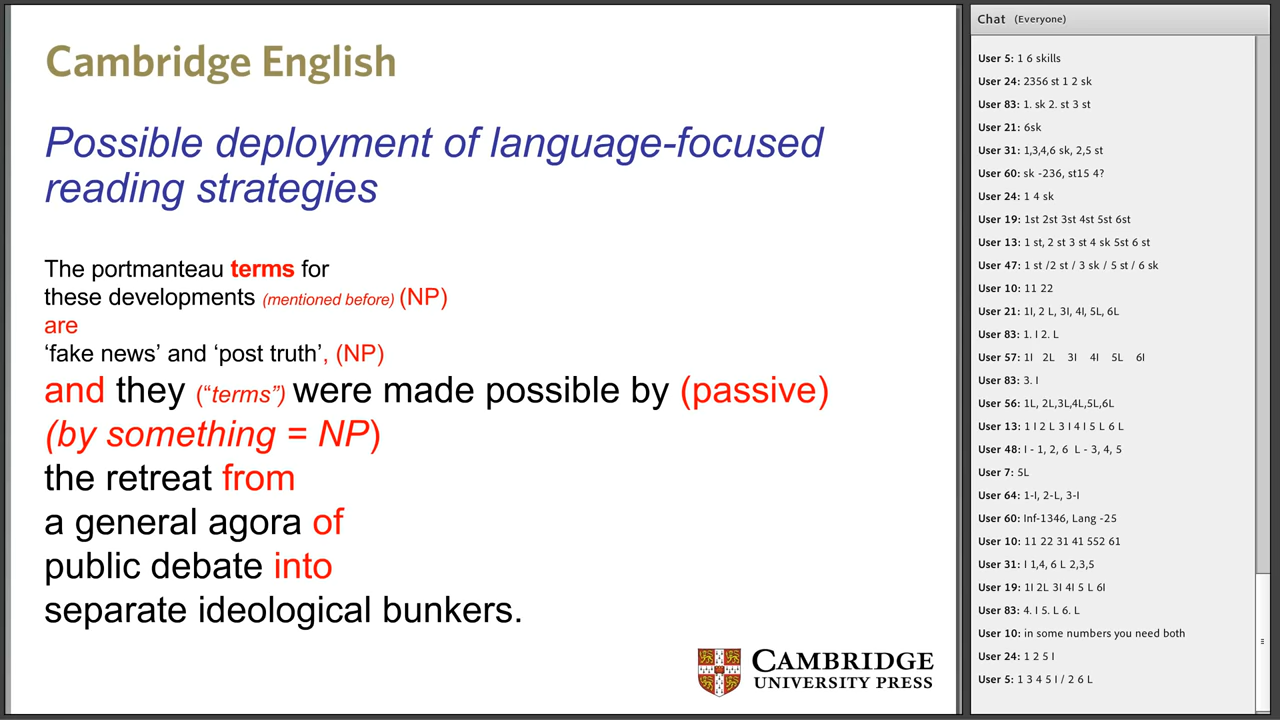 Cambridge English
Possible deployment of language-focused
reading strategies
The portmanteau terms for
these developments (mentioned before) (NP)
are
‘fake news’ and ‘post truth’, (NP)
and they (“terms”) were made possible by (passive)
(by something = NP)
the retreat from
a general agora of
public debate into
separate ideological bunkers.
CAMBRIDGE
UNIVERSITY PRESS
Chat (Everyone)
User 5: 1 6 skills
User 24: 2356 st 1 2 sk
User 83: 1. sk 2. st 3 st
User 21: 6sk
User 31: 1,3,4,6 sk, 2,5 st
User 60: sk -236, st15 4?
User 24: 1 4 sk
User 19: 1st 2st 3st 4st 5st 6st
User 13: 1 st, 2 st 3 st 4 sk 5st 6 st
User 47: 1 st /2 st / 3 sk / 5 st / 6 sk
User 10: 11 22
User 21: 1I, 2 L, 3I, 4I, 5L, 6L
User 83: 1. I 2. L
User 57: 1I 2L 3I 4I 5L 6I
User 83: 3. I
User 56: 1L, 2L,3L,4L,5L,6L
User 13: 1 I 2 L 3 I 4 I 5 L 6 L
User 48: I - 1, 2, 6 L - 3, 4, 5
User 7: 5L
User 64: 1-I, 2-L, 3-I
User 60: Inf-1346, Lang -25
User 10: 11 22 31 41 552 61
User 31: I 1,4, 6 L 2,3,5
User 19: 1I 2L 3I 4I 5 L 6I
User 83: 4. I 5. L 6. L
User 10: in some numbers you need both
User 24: 1 2 5 I
User 5: 1 3 4 5 I / 2 6 L